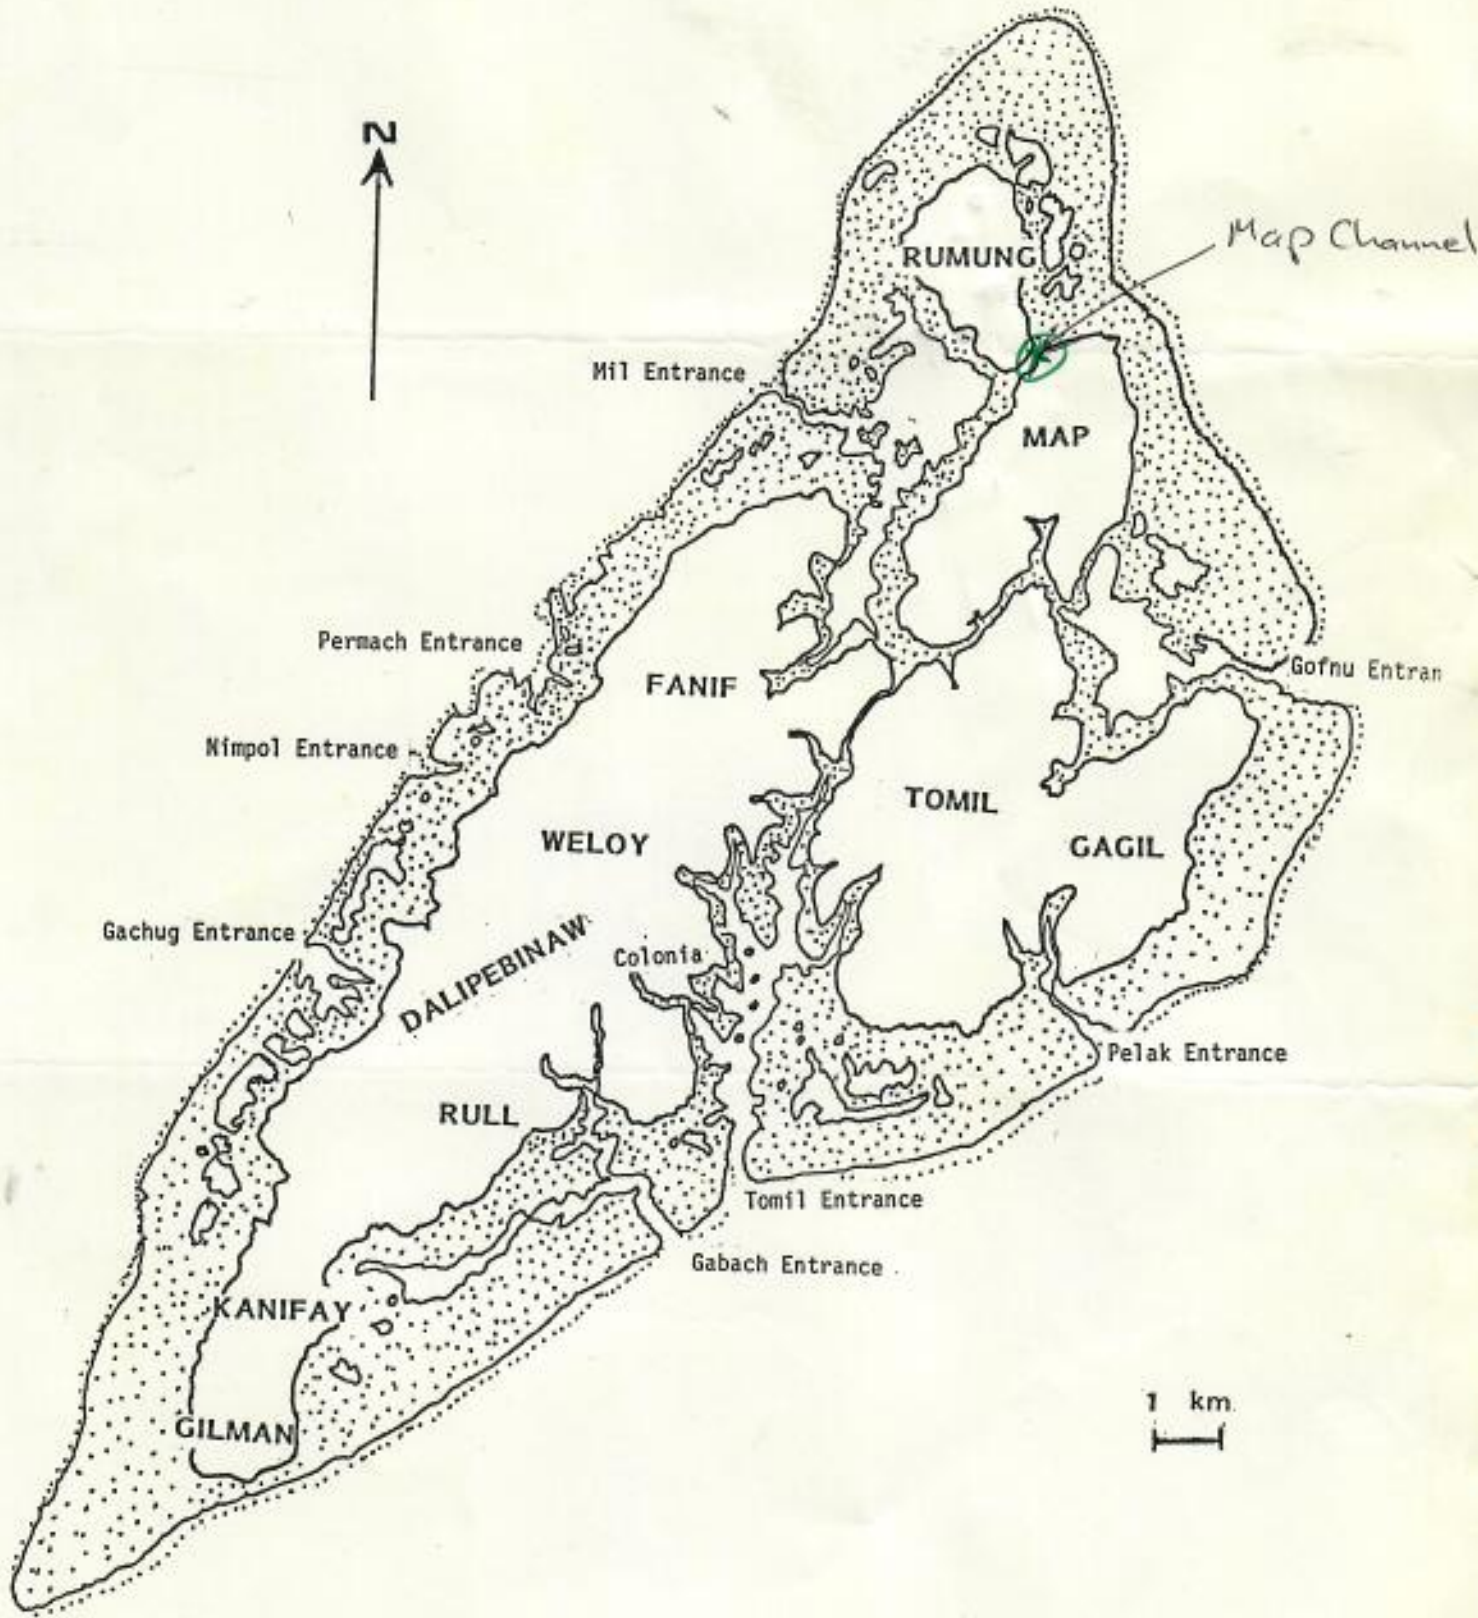 N
Map Channel
RUMUNG
Mil Entrance
MAP
Permach Entrance
FANIF
Gofnu Entran
Nimpol Entrance
TOMIL
WELOY
GAGIL
Gachug Entrance
DALIPEBINAW
Colonia
Pelak Entrance
RULL
Tomil Entrance
Gabach Entrance
KANIFAY
1 km
GILMAN